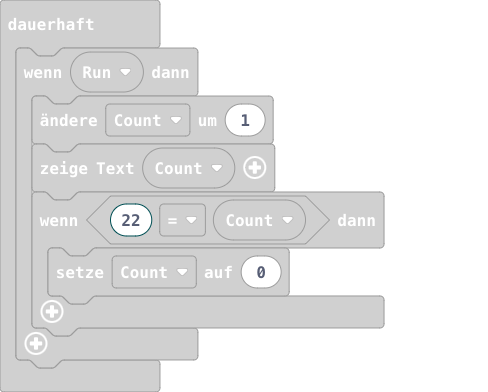 dauerhaft
wenn Run dann
ändere Count um 1
zeige Text Count
wenn 22 = Count dann
setze Count auf 0